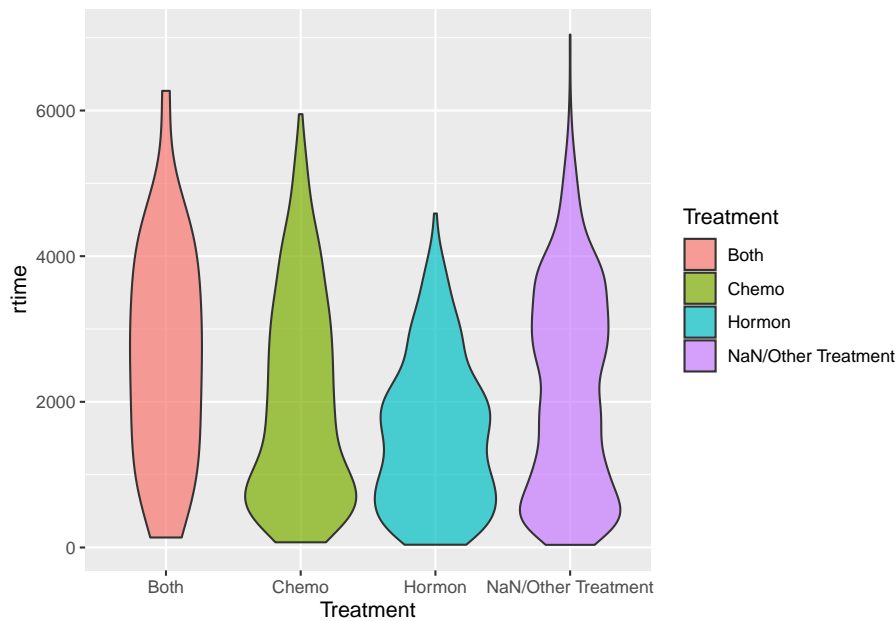 6000
4000
2000
0
rtime
Both
Chemo
Hormon
NaN/Other Treatment
Treatment
Treatment
Both
Chemo
Hormon
NaN/Other Treatment